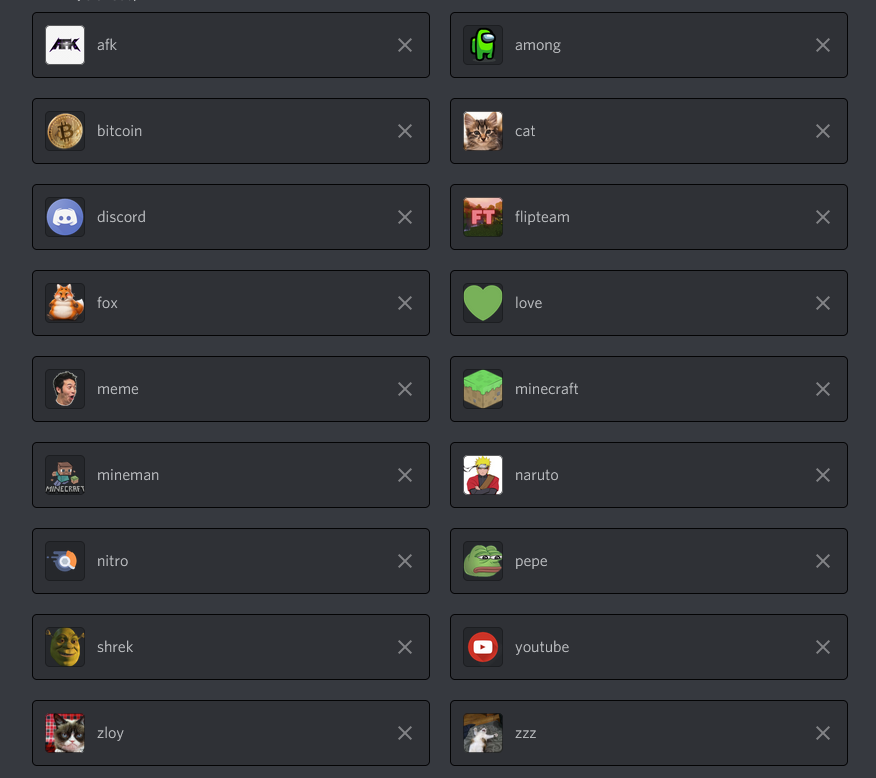 AFK
afk
among
bitcoin
cat
discord
FT
flipteam
fox
love
meme
minecraft
MINECRAFT
mineman
naruto
nitro
pepe
shrek
youtube
zloy
zzz